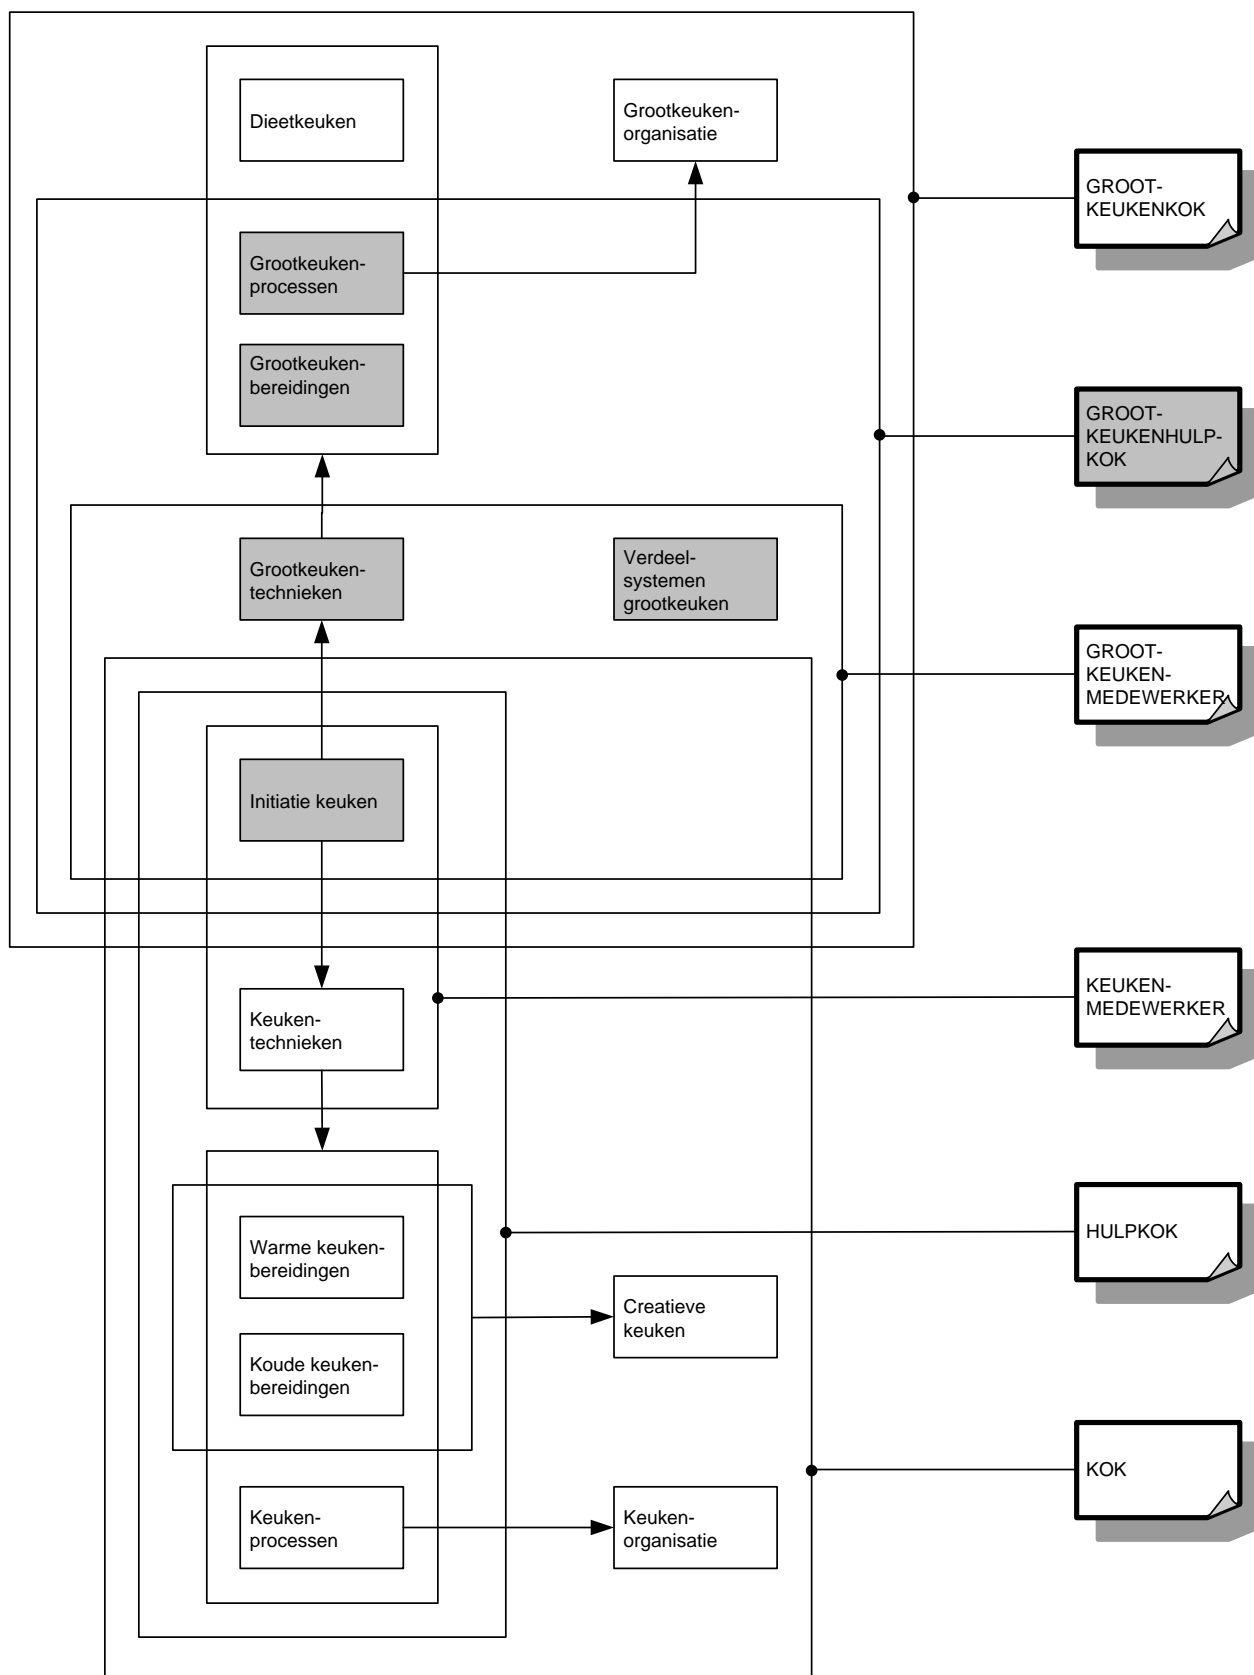 Dieetkeuken
Grootkeuken-
organisatie
GROOT-
KEUKENKOK
Grootkeuken-
processen
Grootkeuken-
bereidingen
GROOT-
KEUKENHULP-
KOK
Grootkeuken-
technieken
Verdeel-
systemen
grootkeuken
GROOT-
KEUKEN-
MEDEWERKER
Initiatie keuken
Keuken-
technieken
KEUKEN-
MEDEWERKER
Warme keuken-
bereidingen
HULPKOK
Creatieve
keuken
Koude keuken-
bereidingen
KOK
Keuken-
processen
Keuken-
organisatie